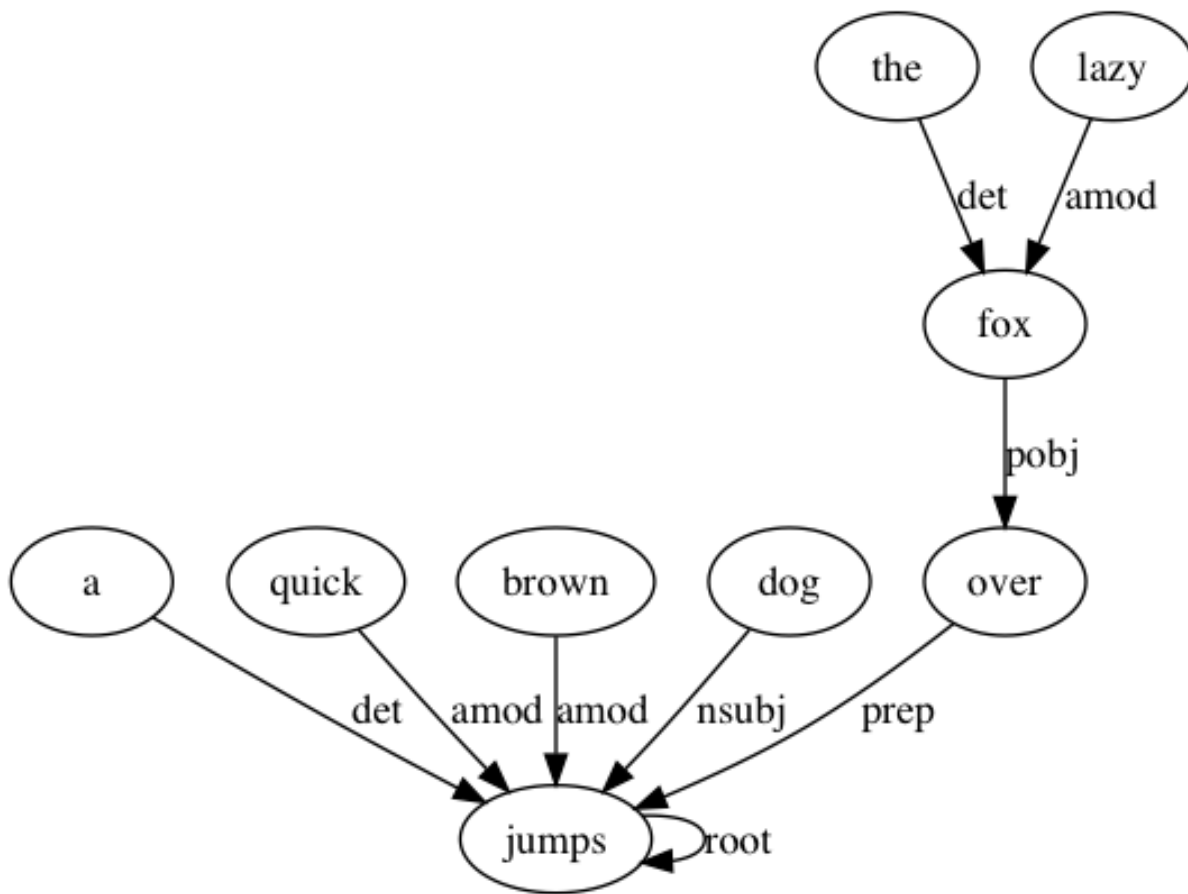 the lazy
det amod
fox
pobj
a quick brown dog over
det amod amod nsubj prep
jumps root